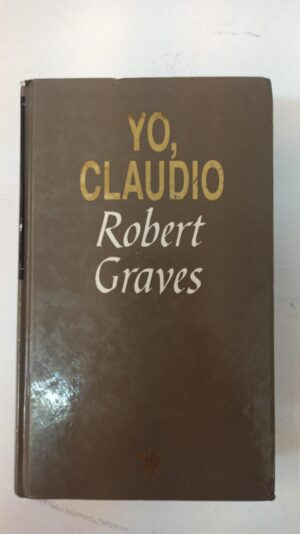 YO,
CLAUDIO
Robert
Graves